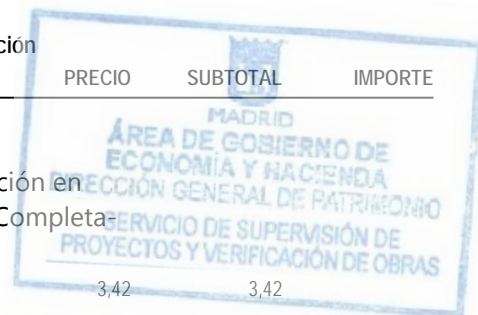 ción
PRECIO SUBTOTAL IMPORTE
MADRID
ÁREA DE GOBIERNO DE
ECONOMÍA Y HACIENDA
ción en
DIRECCIÓN GENERAL DE PATRIMONIO
Completa-
SERVICIO DE SUPERVISIÓN DE
PROYECTOS Y VERIFICACIÓN DE OBRAS
3,42 3,42